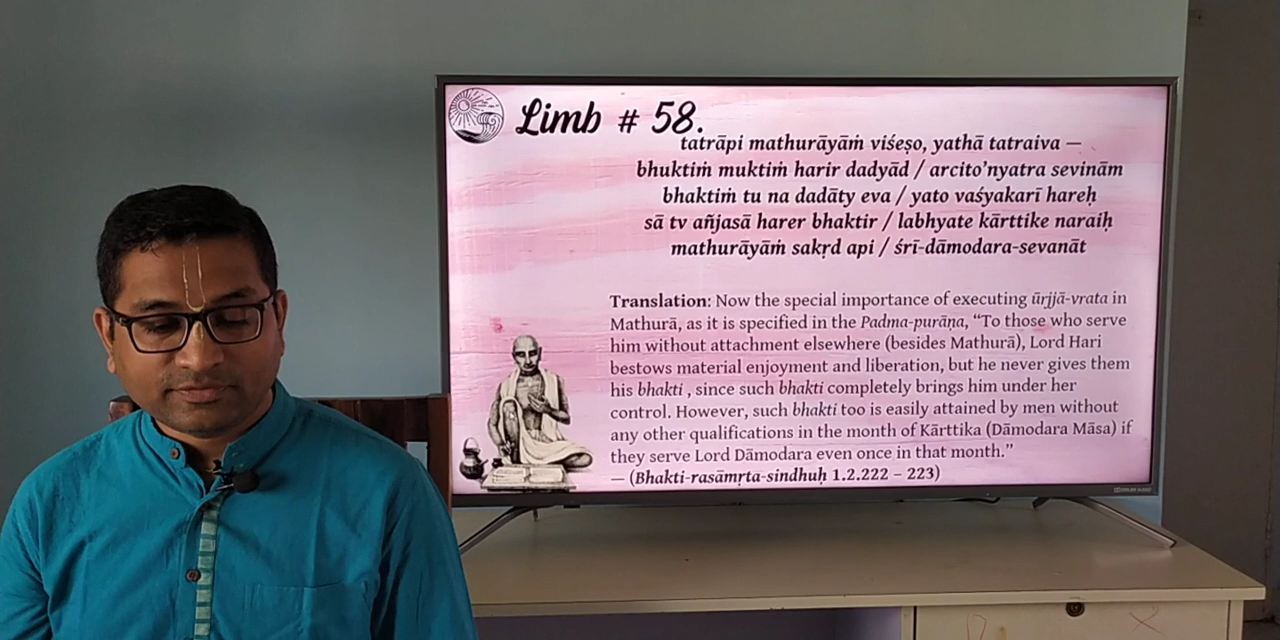 Limb # 58.
tatrāpi mathurāyāṁ viśeṣo, yathā tatraiva —
bhuktiṁ muktiṁ harir dadyād / arcito’nyatra sevinām
bhaktiṁ tu na dadāty eva / yato vaśyakarī hareḥ
sā tv añjasā harer bhaktir / labhyate kārttike naraiḥ
mathurāyāṁ sakṛd api / śrī-dāmodara-sevanāt
Translation: Now the special importance of executing ūrjjā-vrata in
Mathurā, as it is specified in the Padma-purāṇa, “To those who serve
him without attachment elsewhere (besides Mathurā), Lord Hari
bestows material enjoyment and liberation, but he never gives them
his bhakti , since such bhakti completely brings him under her
control. However, such bhakti too is easily attained by men without
any other qualifications in the month of Kārttika (Dāmodara Māsa) if
they serve Lord Dāmodara even once in that month.”
— (Bhakti-rasāmṛta-sindhuḥ 1.2.222 – 223)